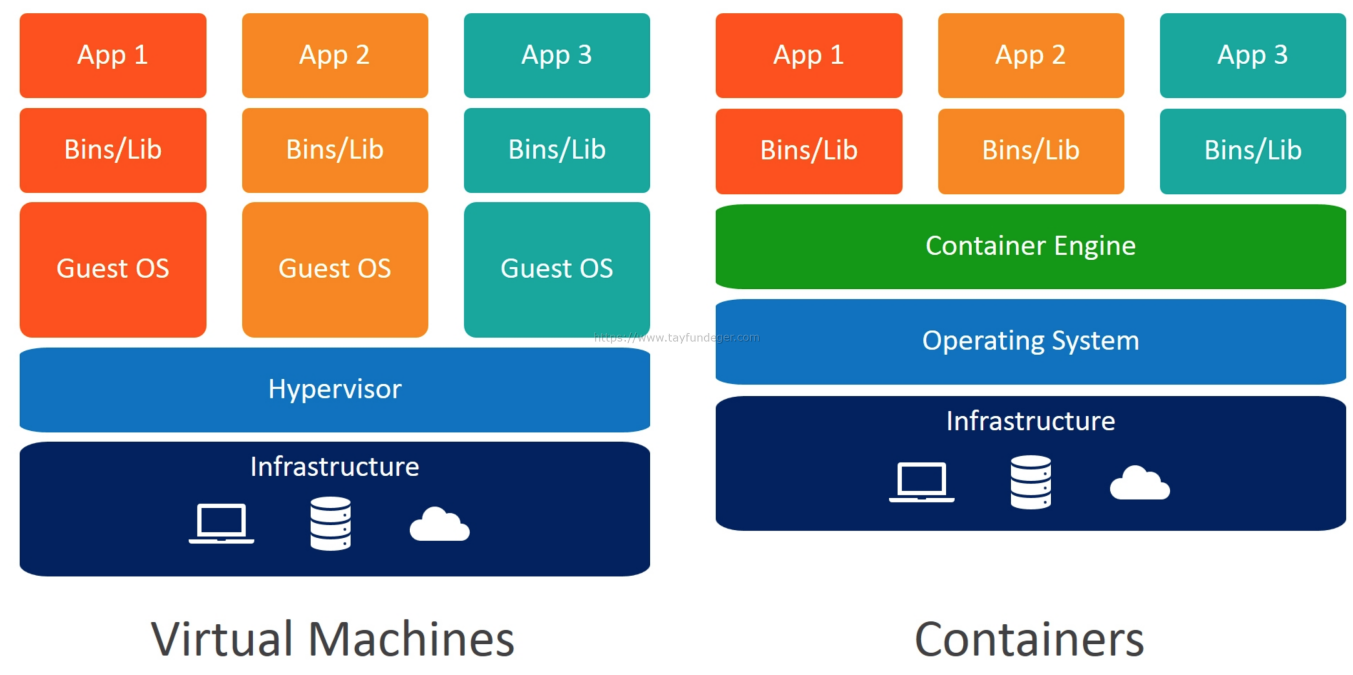 App 1
App 2
App 3
Bins/Lib
Bins/Lib
Bins/Lib
Guest OS
Guest OS
Guest OS
Hypervisor
Infrastructure
Virtual Machines
App 1
App 2
App 3
Bins/Lib
Bins/Lib
Bins/Lib
Container Engine
Operating System
Infrastructure
Containers
https://www.tayfundeger.com